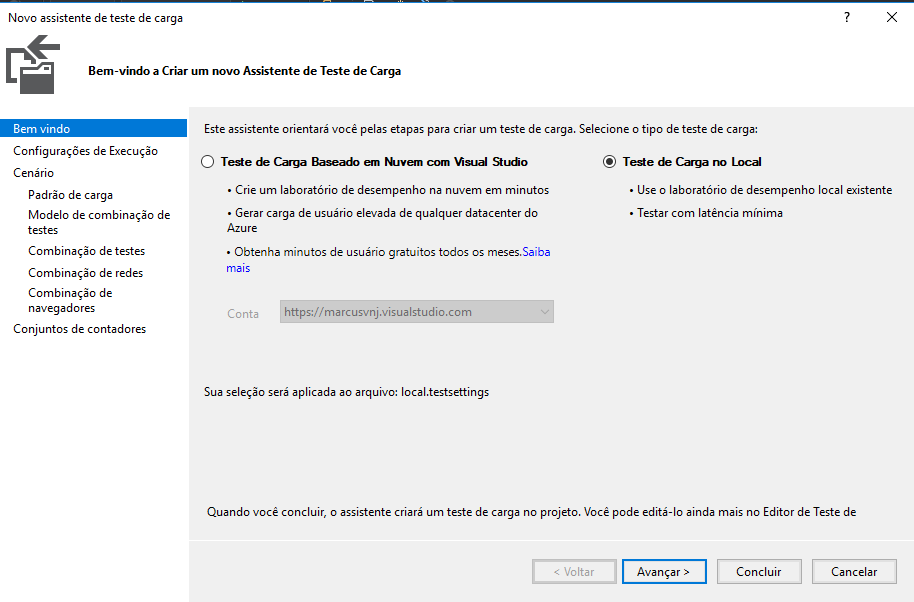 Novo assistente de teste de carga
?
Bem-vindo a Criar um novo Assistente de Teste de Carga
Bem vindo
Configurações de Execução
Cenário
Padrão de carga
Modelo de combinação de
testes
Combinação de testes
Combinação de redes
Combinação de
navegadores
Conjuntos de contadores
Este assistente orientará você pelas etapas para criar um teste de carga. Selecione o tipo de teste de carga:
Teste de Carga Baseado em Nuvem com Visual Studio
• Crie um laboratório de desempenho na nuvem em minutos
• Gerar carga de usuário elevada de qualquer datacenter do
Azure
• Obtenha minutos de usuário gratuitos todos os meses.Saiba
mais
Conta
https://marcusvnj.visualstudio.com
Teste de Carga no Local
• Use o laboratório de desempenho local existente
• Testar com latência mínima
Sua seleção será aplicada ao arquivo: local.testsettings
Quando você concluir, o assistente criará um teste de carga no projeto. Você pode editá-lo ainda mais no Editor de Teste de
< Voltar
Avançar >
Concluir
Cancelar